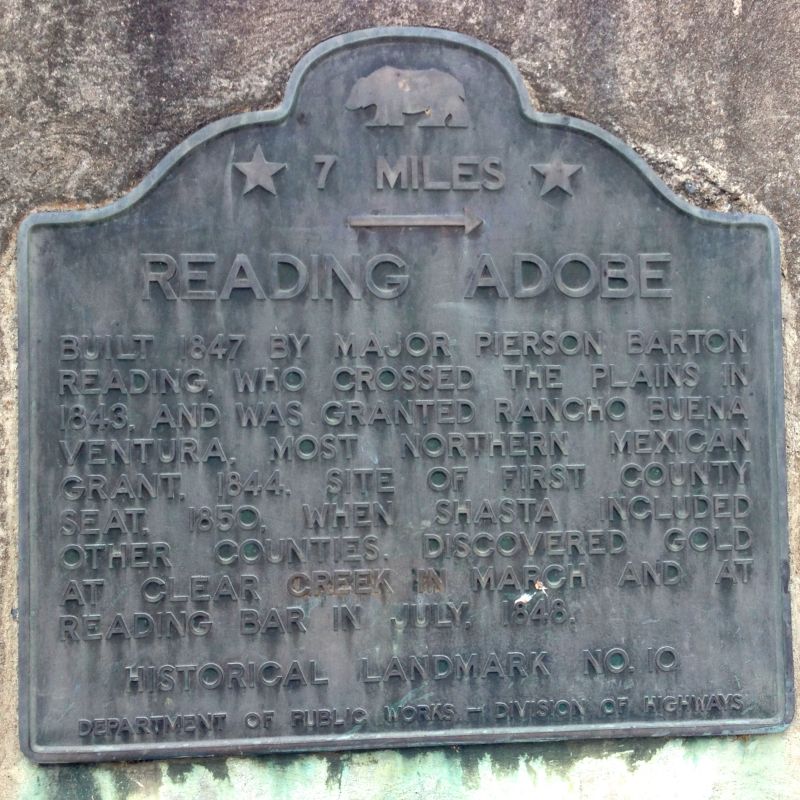 7 MILES
READING ADOBE
BUILT 1847 BY MAJOR PIERSON BARTON
READING, WHO CROSSED THE PLAINS IN
1843, AND WAS GRANTED RANCHO BUENA
VENTURA, MOST NORTHERN MEXICAN
GRANT, 1844. SITE OF FIRST COUNTY
SEAT, 1850, WHEN SHASTA INCLUDED
OTHER COUNTIES. DISCOVERED GOLD
AT CLEAR CREEK IN MARCH AND AT
READING BAR IN JULY, 1848.
HISTORICAL LANDMARK NO. 10
DEPARTMENT OF PUBLIC WORKS – DIVISION OF HIGHWAYS